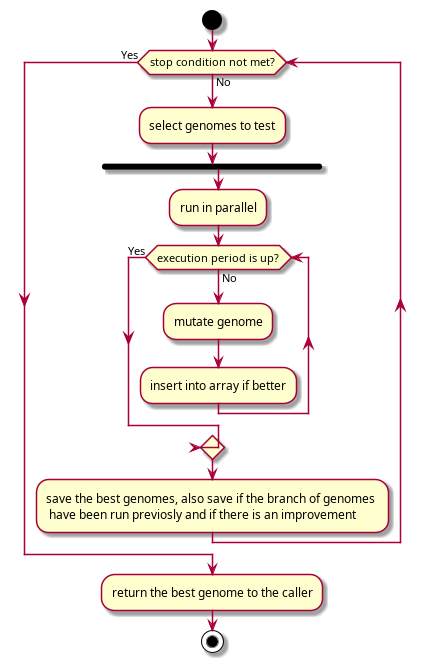 Yes
stop condition not met?
No
select genomes to test
run in parallel
Yes
execution period is up?
No
mutate genome
insert into array if better
save the best genomes, also save if the branch of genomes
have been run previosly and if there is an improvement
return the best genome to the caller